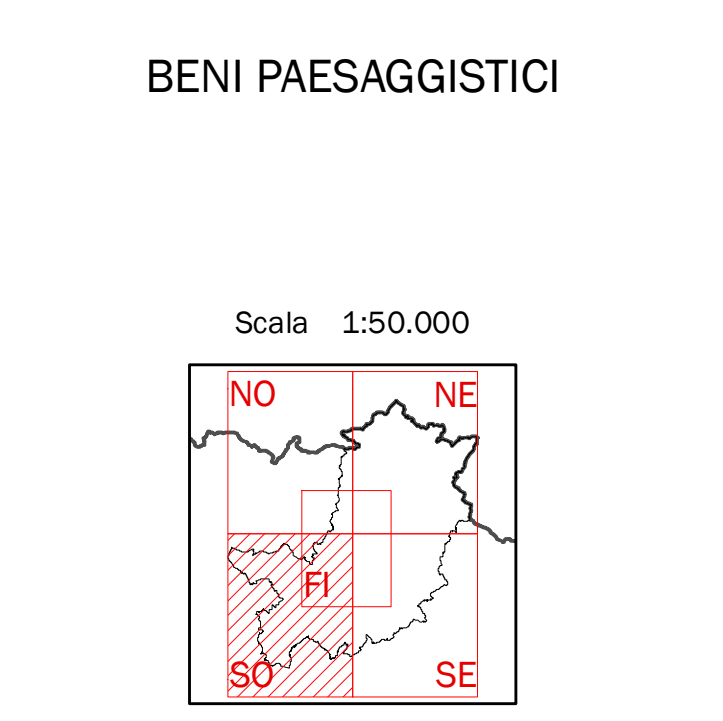 BENI PAESAGGISTICI
Scala 1:50.000
NO NE
FI
SO SE